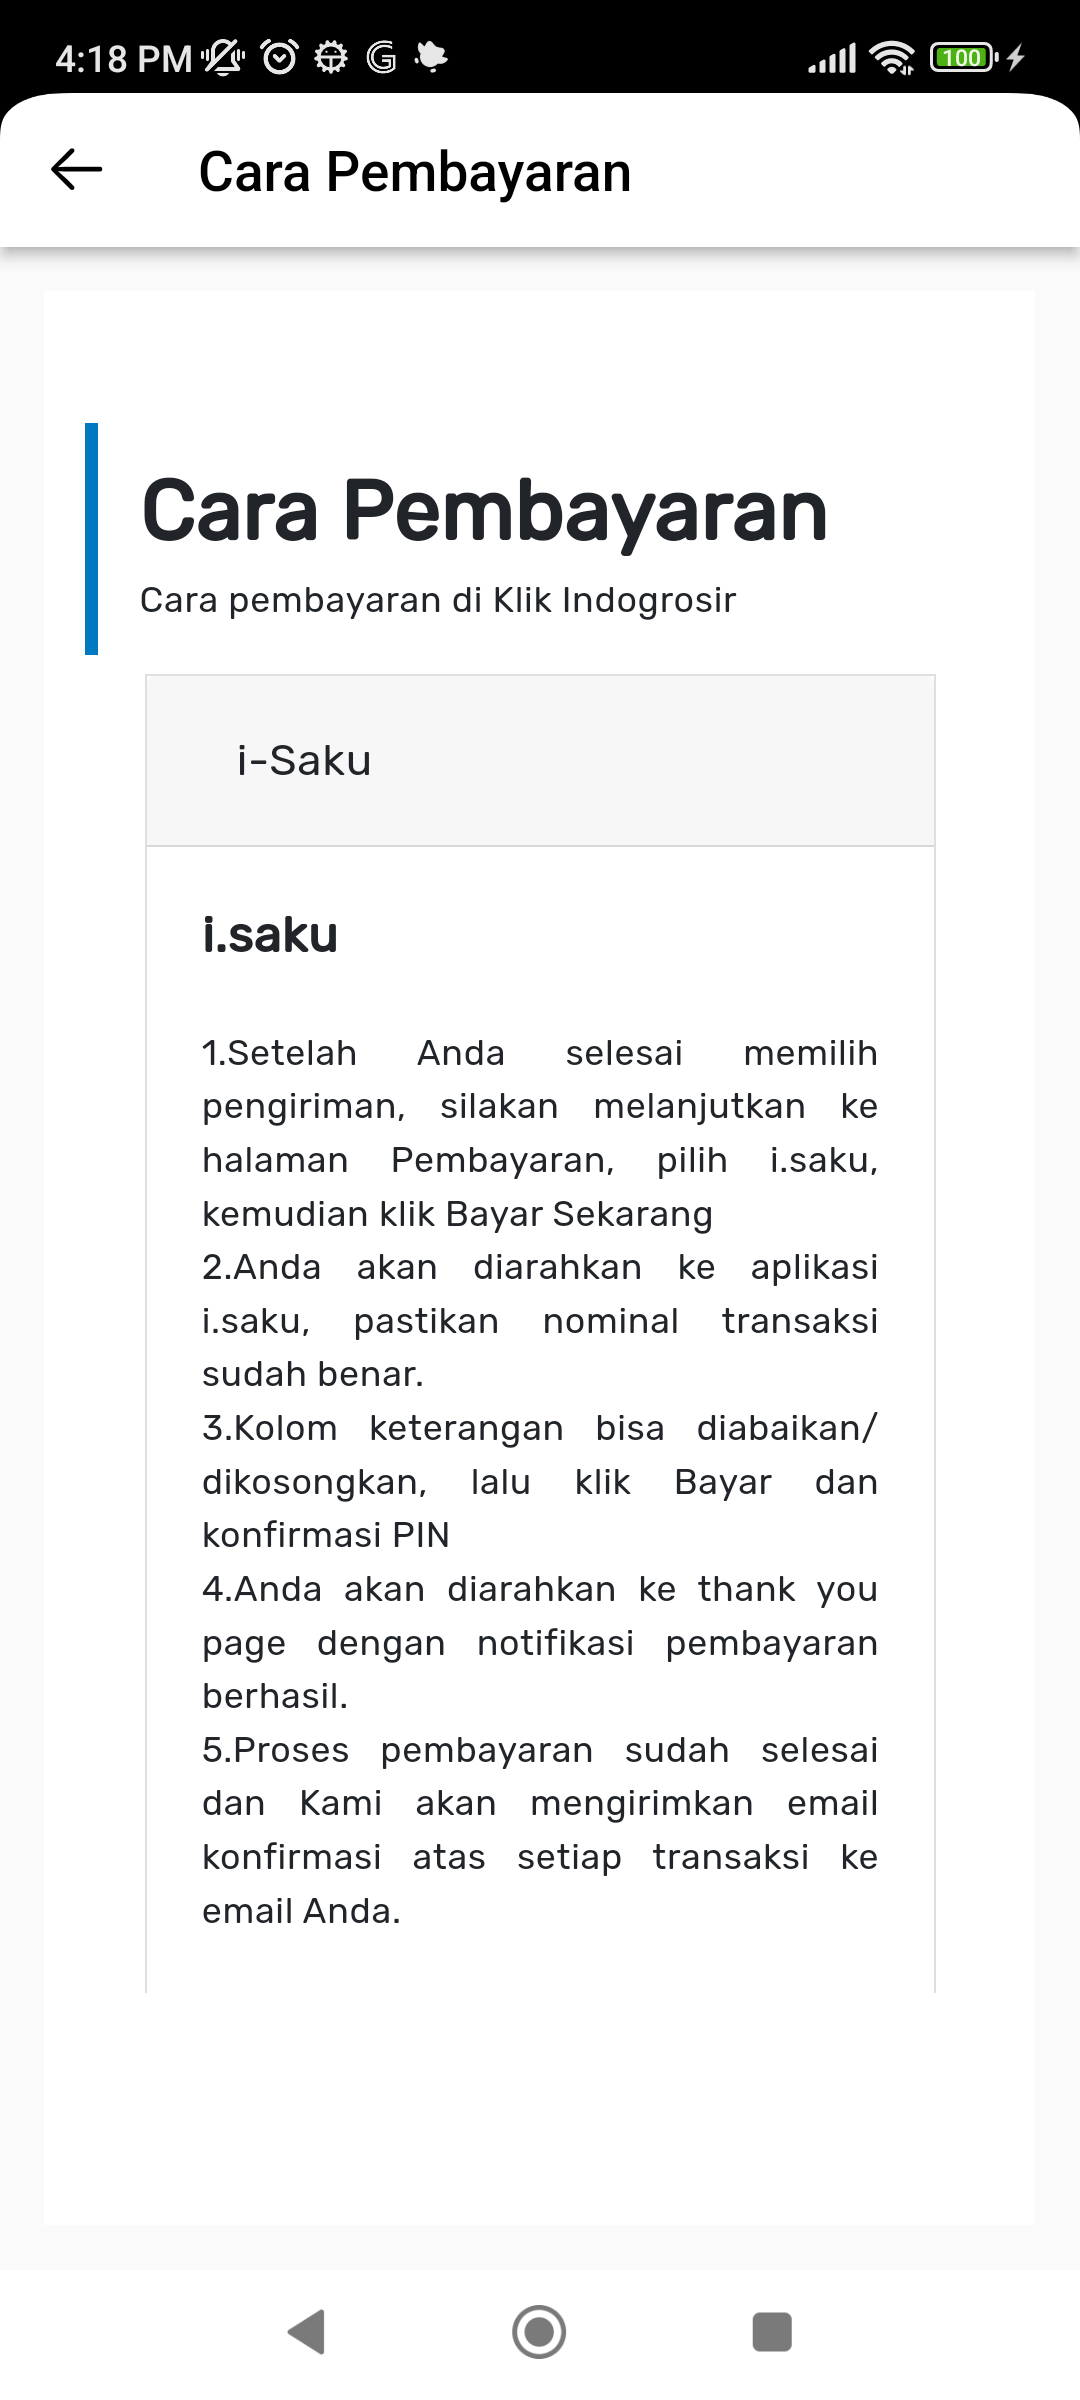 4:18 PM
100
Cara Pembayaran
Cara Pembayaran
Cara pembayaran di Klik Indogrosir
i-Saku
i.saku
1.Setelah Anda selesai memilih
pengiriman, silakan melanjutkan ke
halaman Pembayaran, pilih i.saku,
kemudian klik Bayar Sekarang
2.Anda akan diarahkan ke aplikasi
i.saku, pastikan nominal transaksi
sudah benar.
3.Kolom keterangan bisa diabaikan/
dikosongkan, lalu klik Bayar dan
konfirmasi PIN
4.Anda akan diarahkan ke thank you
page dengan notifikasi pembayaran
berhasil.
5.Proses pembayaran sudah selesai
dan Kami akan mengirimkan email
konfirmasi atas setiap transaksi ke
email Anda.